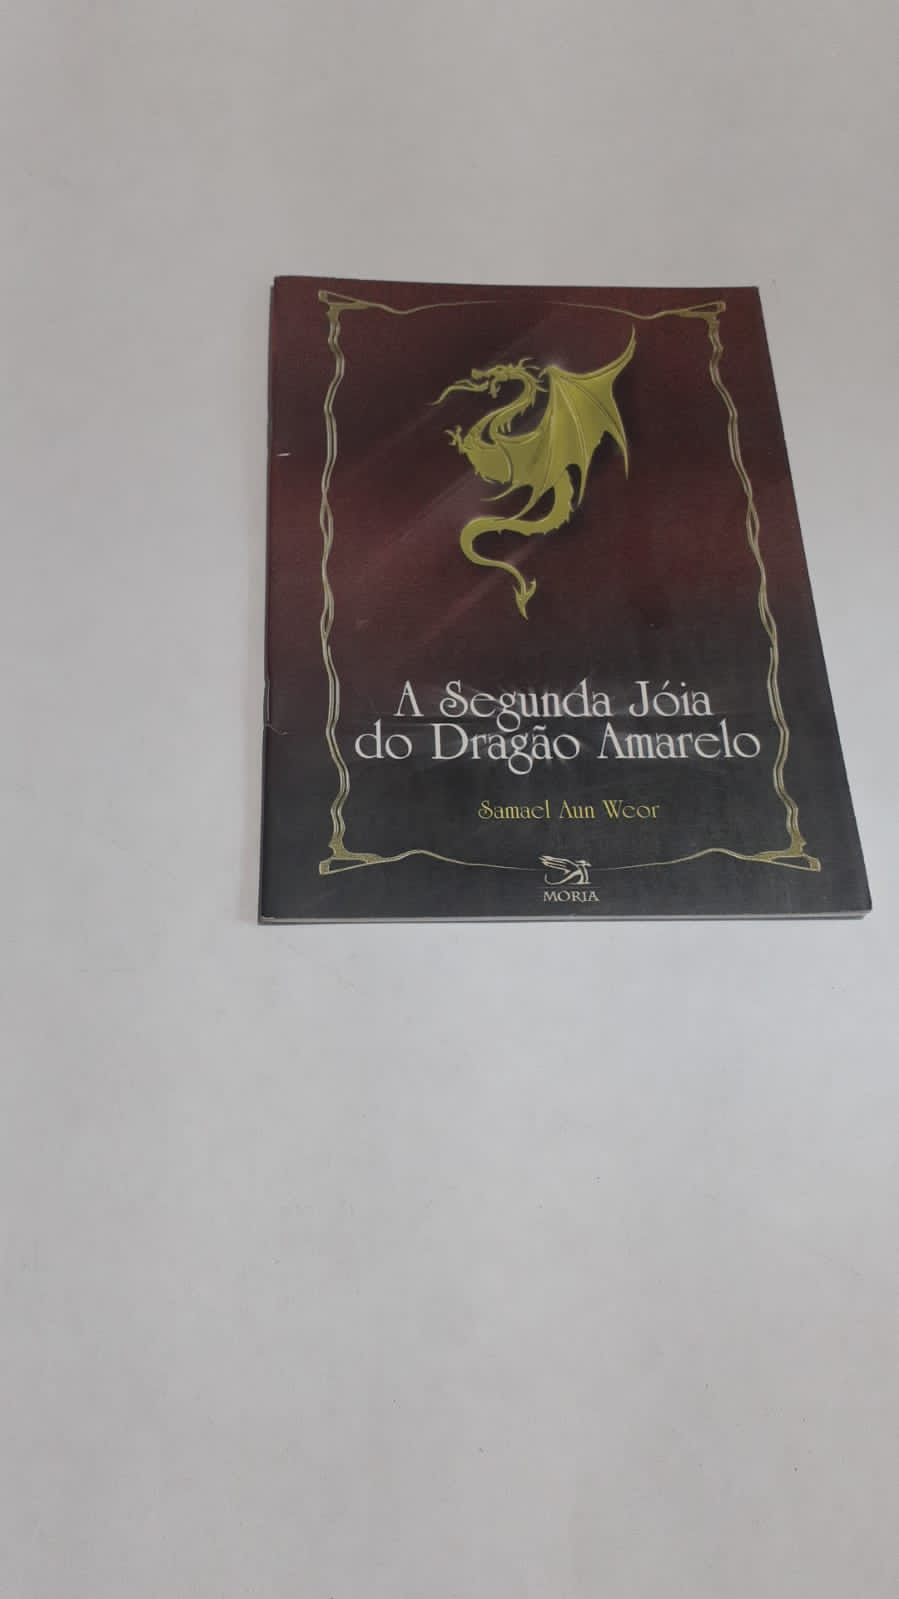 A Segunda Jóia
do Dragão Amarelo
Samael Aun Weor
MORIA